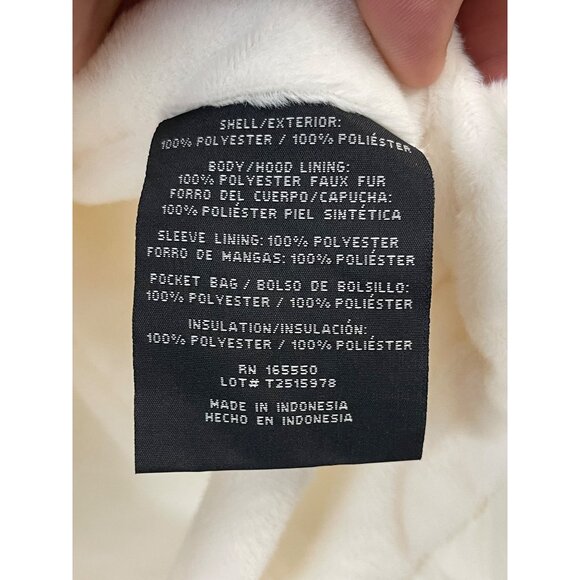 SHELL/EXTERIOR:
100% POLYESTER / 100% POLIÉSTER
BODY/HOOD LINING:
100% POLYESTER FAUX FUR
FORRO DEL CUERPO/CAPUCHA:
100% POLIÉSTER PIEL SINTÉTICA
SLEEVE LINING: 100% POLYESTER
FORRO DE MANGAS: 100% POLIÉSTER
POCKET BAG / BOLSO DE BOLSILLO:
100% POLYESTER / 100% POLIÉSTER
INSULATION/INSULACIÓN:
100% POLYESTER / 100% POLIÉSTER
RN 165550
LOT# T2515978
MADE IN INDONESIA
HECHO EN INDONESIA